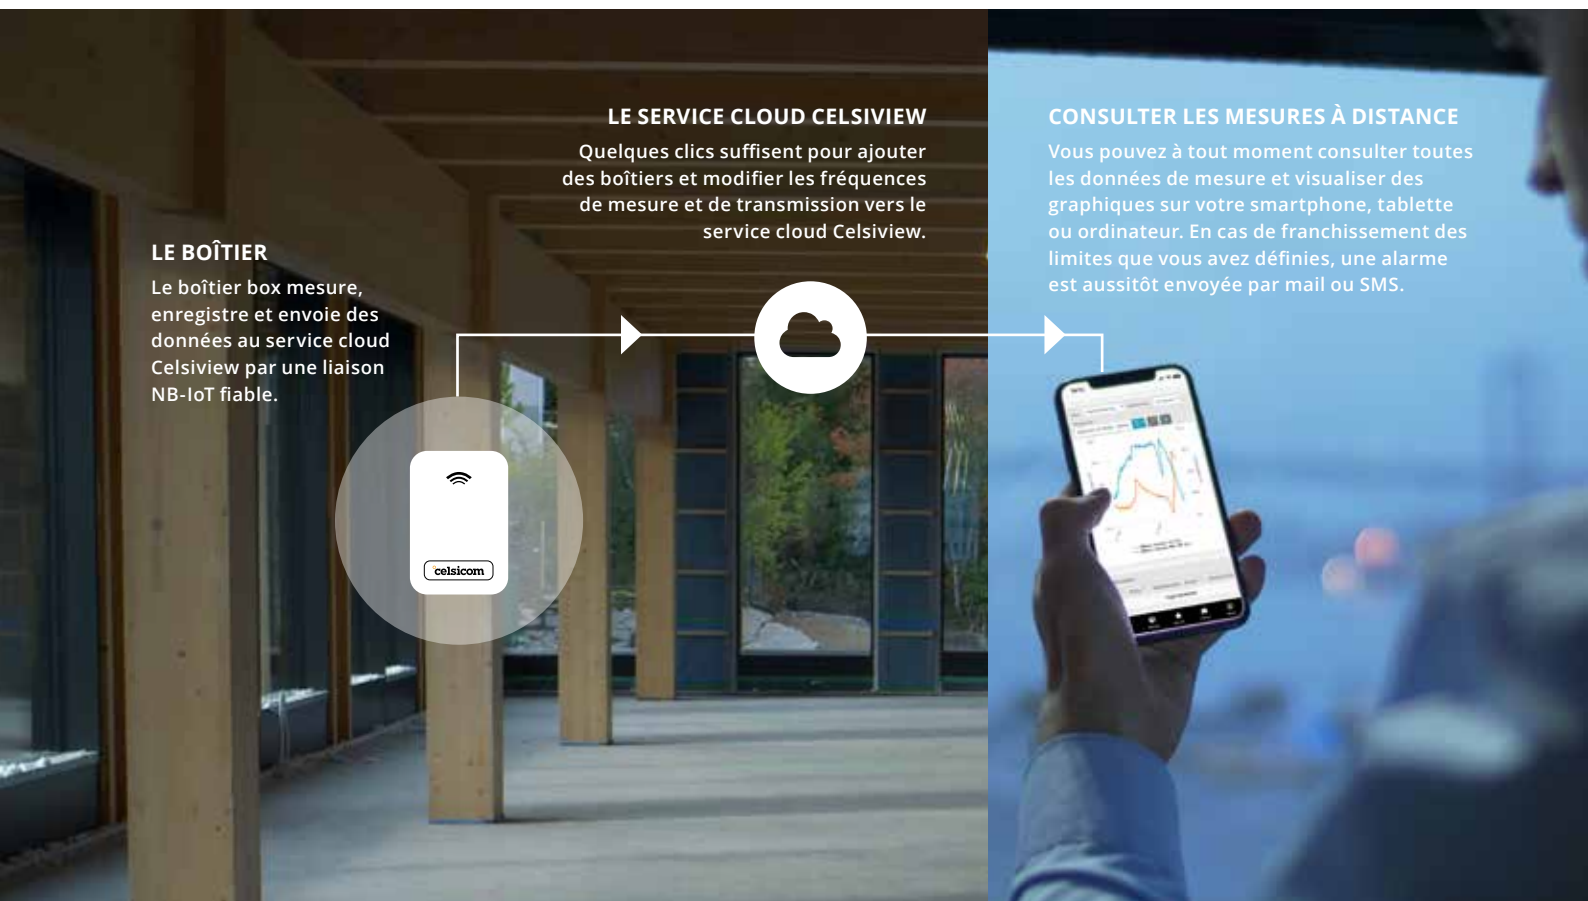 LE BOÎTIER
Le boîtier box mesure,
enregistre et envoie des
données au service cloud
Celsiview par une liaison
NB-IoT fiable.
celsicom
LE SERVICE CLOUD CELSIVIEW
Quelques clics suffisent pour ajouter
des boîtiers et modifier les fréquences
de mesure et de transmission vers le
service cloud Celsiview.
CONSULTER LES MESURES À DISTANCE
Vous pouvez à tout moment consulter toutes
les données de mesure et visualiser des
graphiques sur votre smartphone, tablette
ou ordinateur. En cas de franchissement des
limites que vous avez définies, une alarme
est aussitôt envoyée par mail ou SMS.